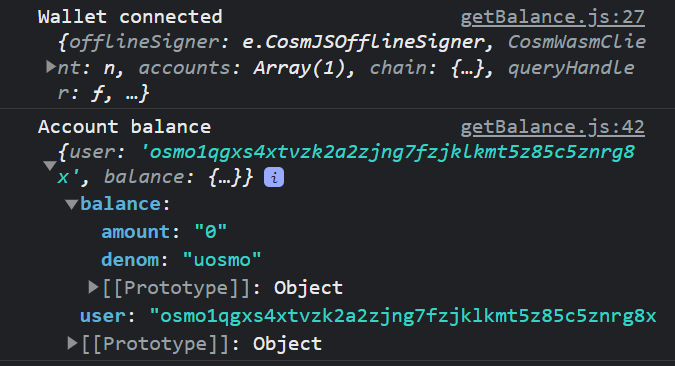 Wallet connected getBalance.js:27
{offlineSigner: e.CosmJSOfflineSigner, CosmWasmClie
nt: n, accounts: Array(1), chain: {…}, queryHandle
r: f, …}
Account balance getBalance.js:42
{user: 'osmo1qgxs4xtvzk2a2zjng7fzjklkmt5z85c5znrg8
x', balance: {…}} i
balance:
amount: "0"
denom: "uosmo"
[[Prototype]]: Object
user: "osmo1qgxs4xtvzk2a2zjng7fzjklkmt5z85c5znrg8x
[[Prototype]]: Object